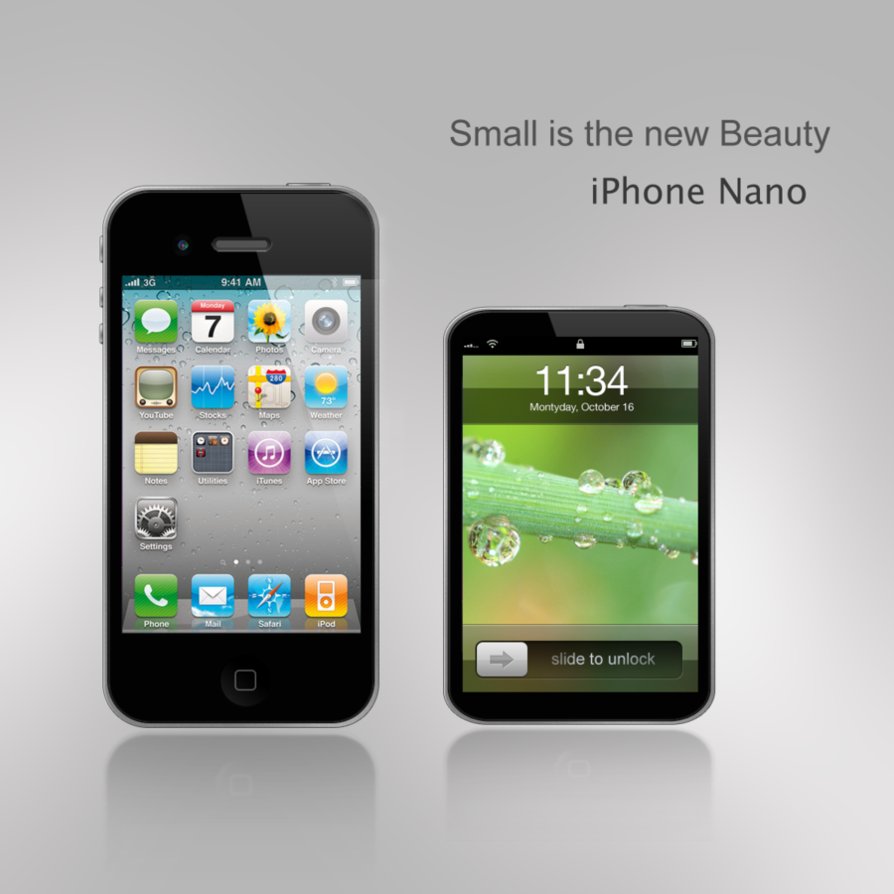 Small is the new Beauty
iPhone Nano
3G 9:41 AM
Monday
7
280
73°
Messages Calendar Photos Camera
YouTube Stocks Maps Weather
Notes Utilities iTunes App Store
Settings
Phone Mail Safari iPod
11:34
Montyday, October 16
slide to unlock